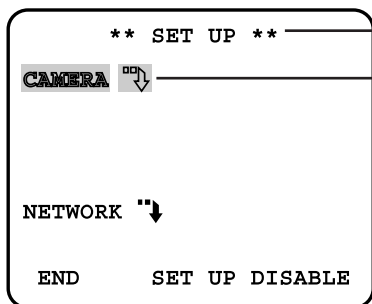 ** SET UP **
CAMERA
NETWORK
END SET UP DISABLE